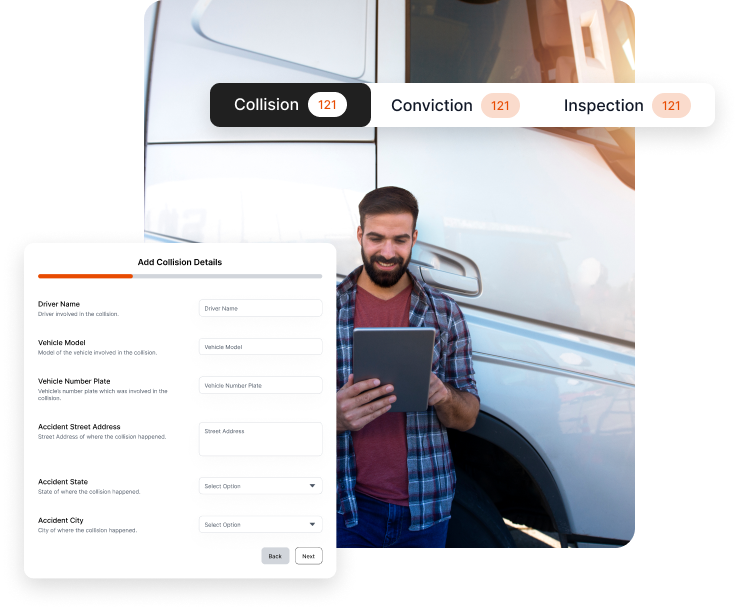 Collision 121 Conviction 121 Inspection 121
Add Collision Details
Driver Name
Driver involved in the collision.
Driver Name
Vehicle Model
Model of the vehicle involved in the collision.
Vehicle Model
Vehicle Number Plate
Vehicle's number plate which was involved in the
collision.
Vehicle Number Plate
Accident Street Address
Street Address of where the collision happened.
Street Address
Accident State
State of where the collision happened.
Select Option
Accident City
City of where the collision happened.
Select Option
Back Next